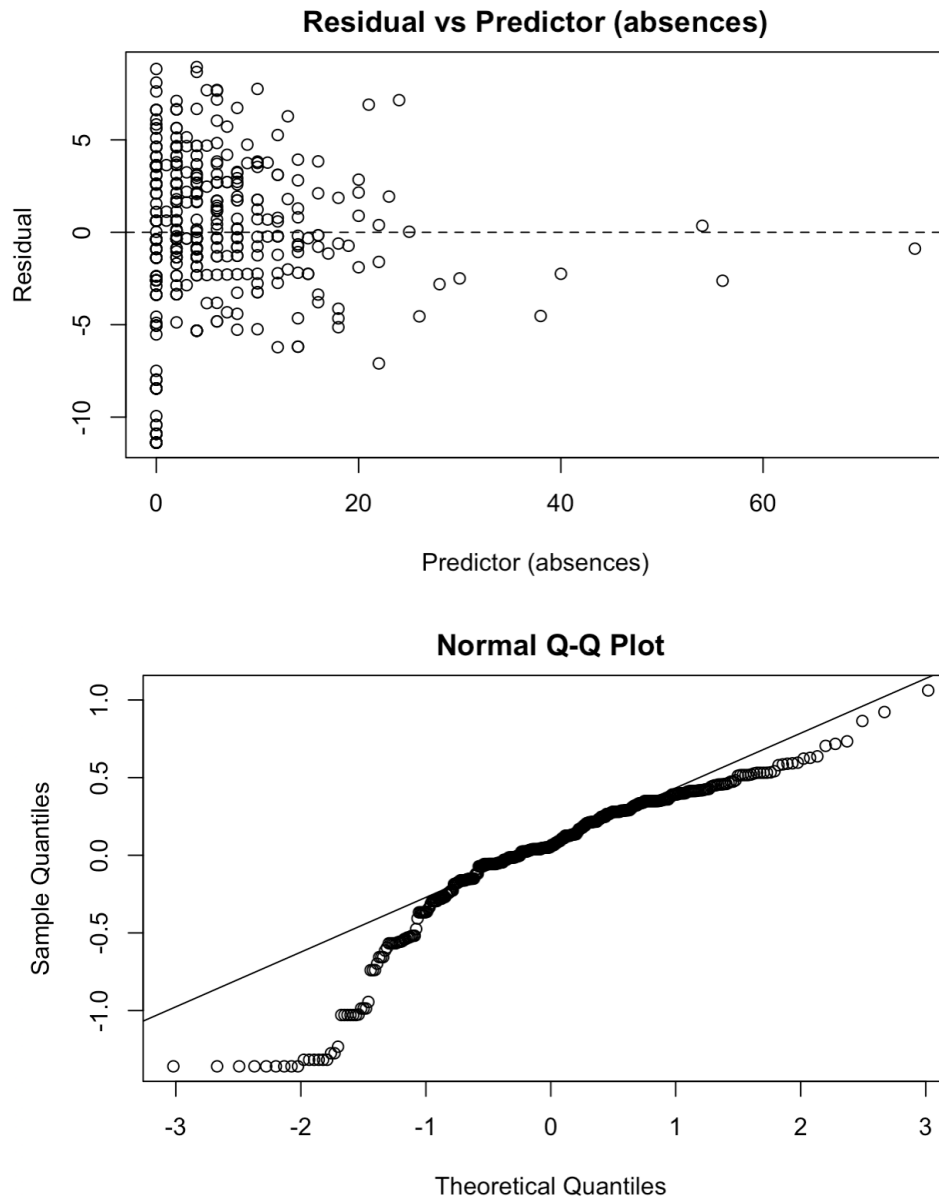 Residual vs Predictor (absences)
Residual
5
0
-5
-10
0 20 40 60
Predictor (absences)
Normal Q-Q Plot
Sample Quantiles
1.0
0.5
0.0
-0.5
-1.0
-3 -2 -1 0 1 2 3
Theoretical Quantiles